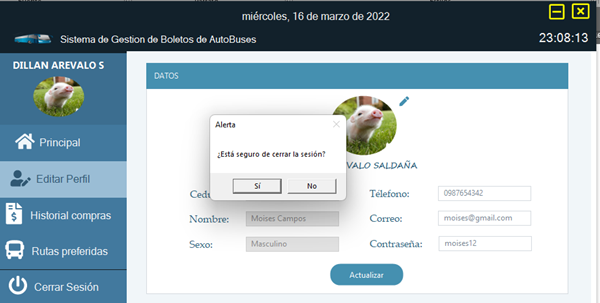 miércoles, 16 de marzo de 2022
Sistema de Gestion de Boletos de AutoBuses
23:08:13
DILLAN AREVALO S
Principal
Editar Perfil
Historial compras
Rutas preferidas
Cerrar Sesión
DATOS
VALO SALDAÑA
Cedu
Nombre:
Moises Campos
Sexo:
Masculino
Télefono:
0987654342
Correo:
moises@gmail.com
Contraseña:
moises12
Actualizar
Alerta
¿Está seguro de cerrar la sesión?
Sí
No